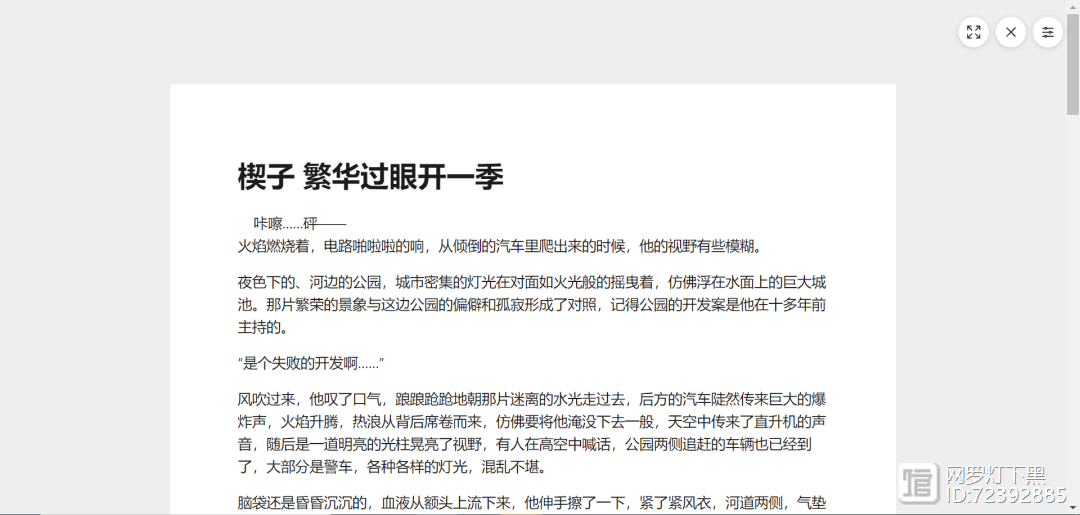 楔子 繁华过眼开一季
咔嚓……砰——
火焰燃烧着，电路啪啦啦的响，从倾倒的汽车里爬出来的时候，他的视野有些模糊。
夜色下的、河边的公园，城市密集的灯光在对面如火光般的摇曳着，仿佛浮在水面上的巨大城
池。那片繁荣的景象与这边公园的偏僻和孤寂形成了对照，记得公园的开发案是他在十多年前
主持的。
“是个失败的开发啊……”
风吹过来，他叹了口气，踉踉跄跄地朝那片迷离的水光走过去，后方的汽车陡然传来巨大的爆
炸声，火焰升腾，热浪从背后席卷而来，仿佛要将他淹没下去一般，天空中传来了直升机的声
音，随后是一道明亮的光柱晃亮了视野，有人在高空中喊话，公园两侧追赶的车辆也已经到
了，大部分是警车，各种各样的灯光，混乱不堪。
脑袋还是昏昏沉沉的，血液从额头上流下来，他伸手擦了一下，紧了紧风衣，河道两侧，气垫
馆
网罗灯下黑
ID:72392885